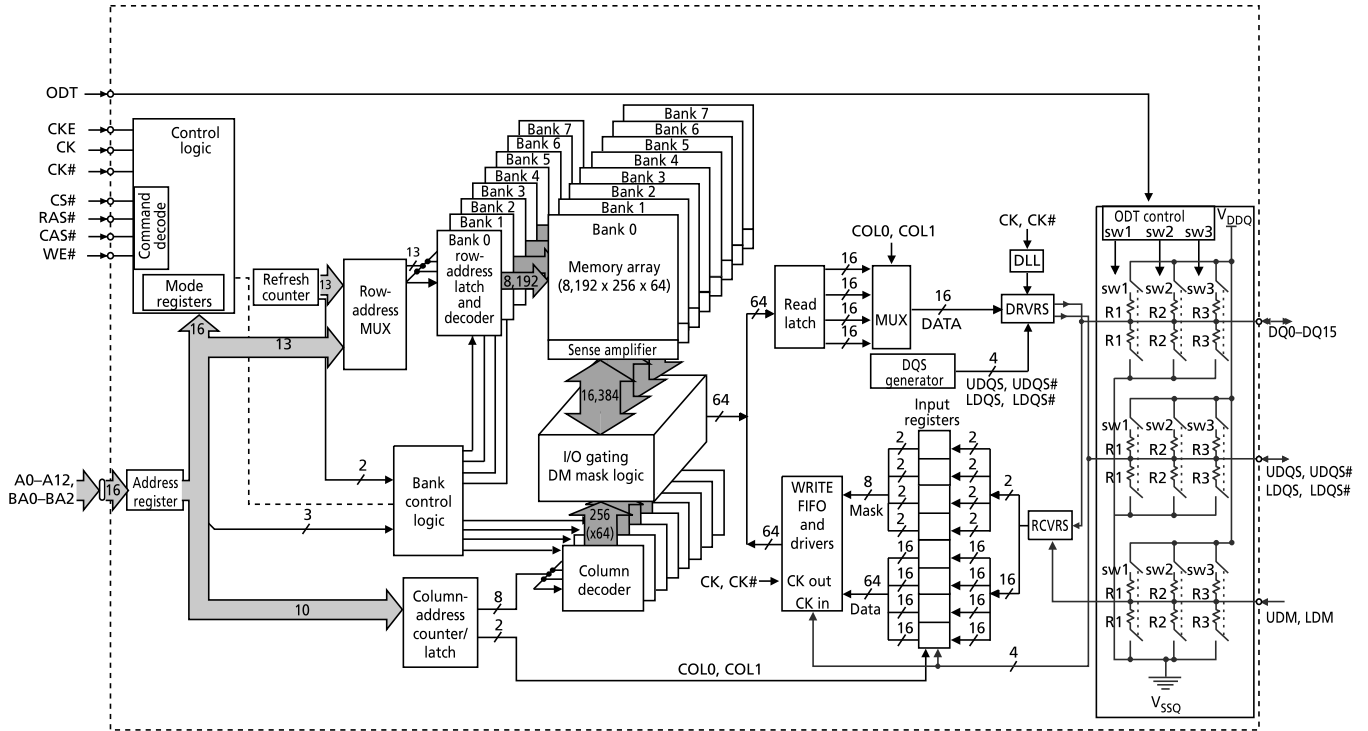 ODT
CKE
CK
CK#
CS#
RAS#
CAS#
WE#
Control
logic
Command
decode
Mode
registers
16
13
Refresh
counter
13
Row-
address
MUX
13
Bank 7
Bank 6
Bank 5
Bank 4
Bank 3
Bank 2
Bank 1
Bank 0
row-
address
latch
and
decoder
8,192
Bank 7
Bank 6
Bank 5
Bank 4
Bank 3
Bank 2
Bank 1
Bank 0
Memory array
(8,192 x 256 x 64)
Sense amplifier
16,384
I/O gating
DM mask logic
256
(x64)
Column
decoder
A0–A12,
BA0–BA2
16
Address
register
2
3
Bank
control
logic
10
Column-
address
counter/
latch
8
2
COL0, COL1
64
64
64
Read
latch
16
16
16
16
COL0, COL1
MUX
16
DATA
CK, CK#
DLL
DRVRS
DQS
generator
4
UDQS, UDQS#
LDQS, LDQS#
Input
registers
WRITE
FIFO
and
drivers
CK out
CK in
CK, CK#
8
Mask
64
Data
2
2
2
2
16
16
16
16
2
2
2
2
16
16
16
16
2
16
RCVRS
4
ODT control
sw1 sw2 sw3
VDDQ
sw1 sw2 sw3
R1 R2 R3
R1 R2 R3
DQ0–DQ15
sw1 sw2 sw3
R1 R2 R3
R1 R2 R3
UDQS, UDQS#
LDQS, LDQS#
sw1 sw2 sw3
R1 R2 R3
R1 R2 R3
UDM, LDM
VSSQ